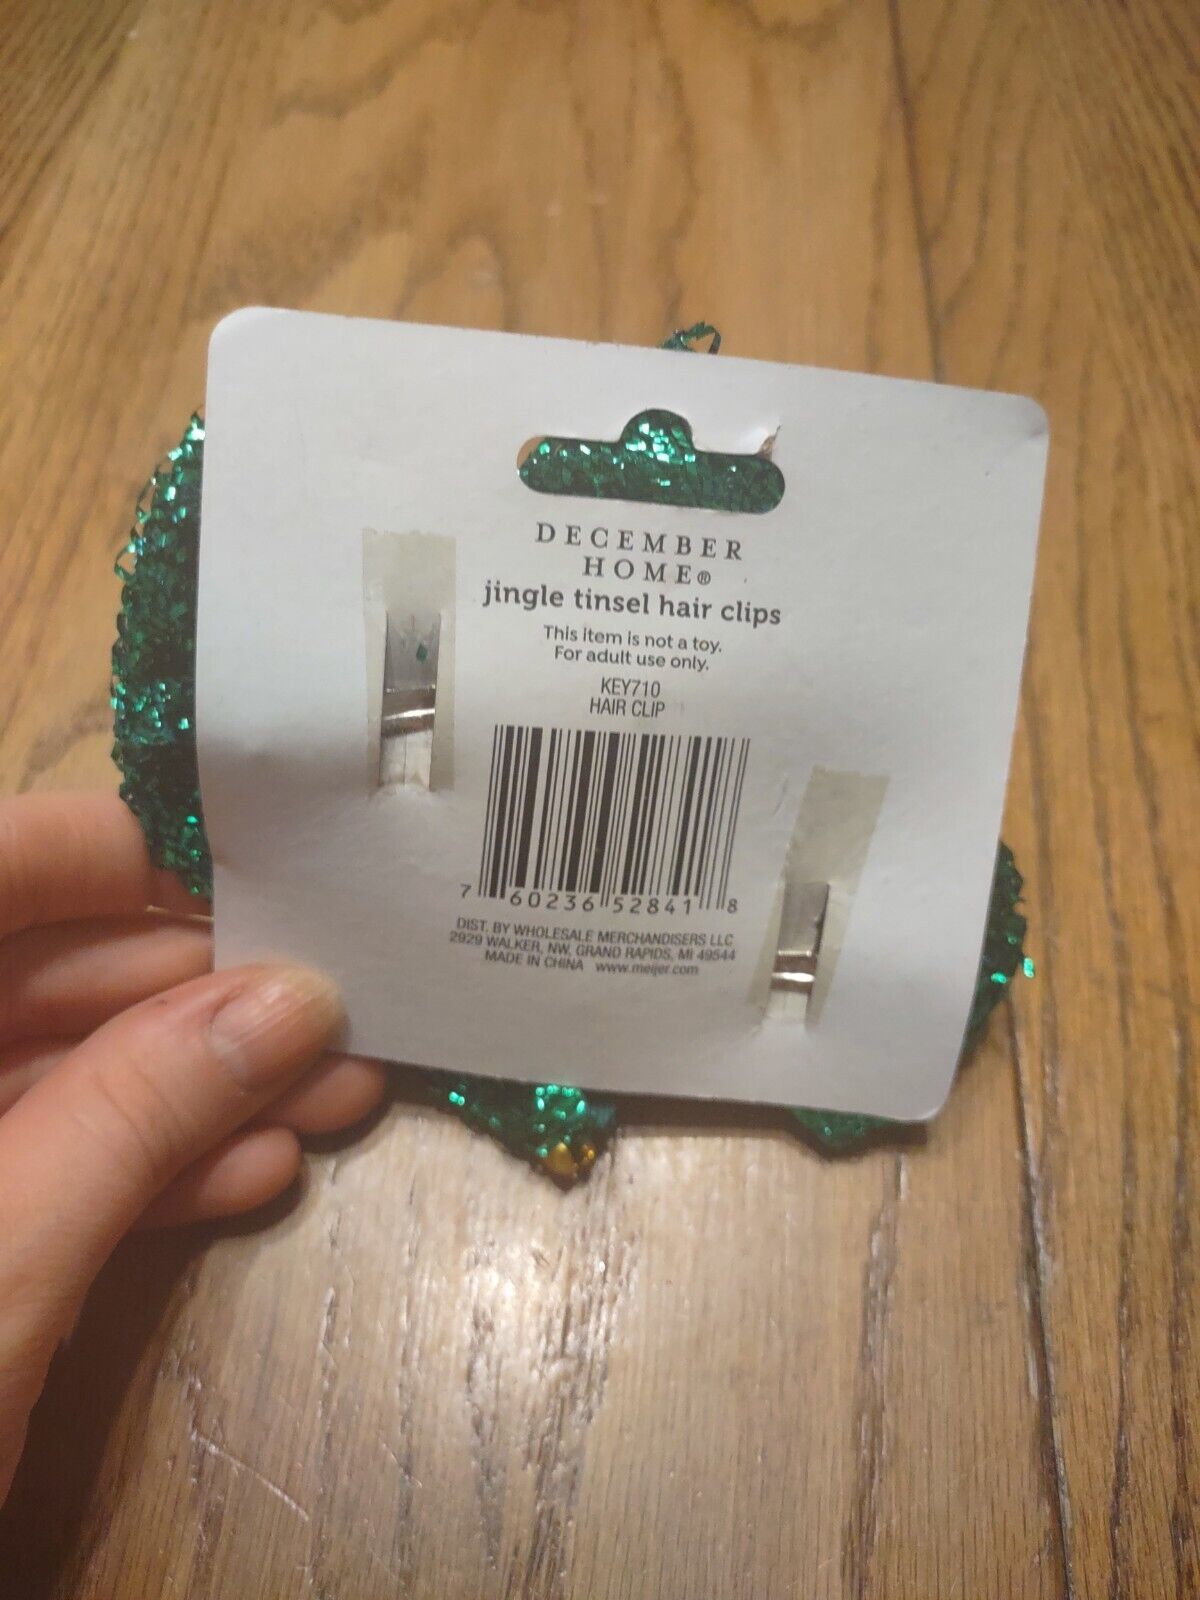 DECEMBER
HOME®
jingle tinsel hair clips
This item is not a toy.
For adult use only.
KEY710
HAIR CLIP
7 60236 52841 8
DIST. BY WHOLESALE MERCHANDISERS LLC
2929 WALKER, NW, GRAND RAPIDS, MI 49544
MADE IN CHINA www.meijer.com